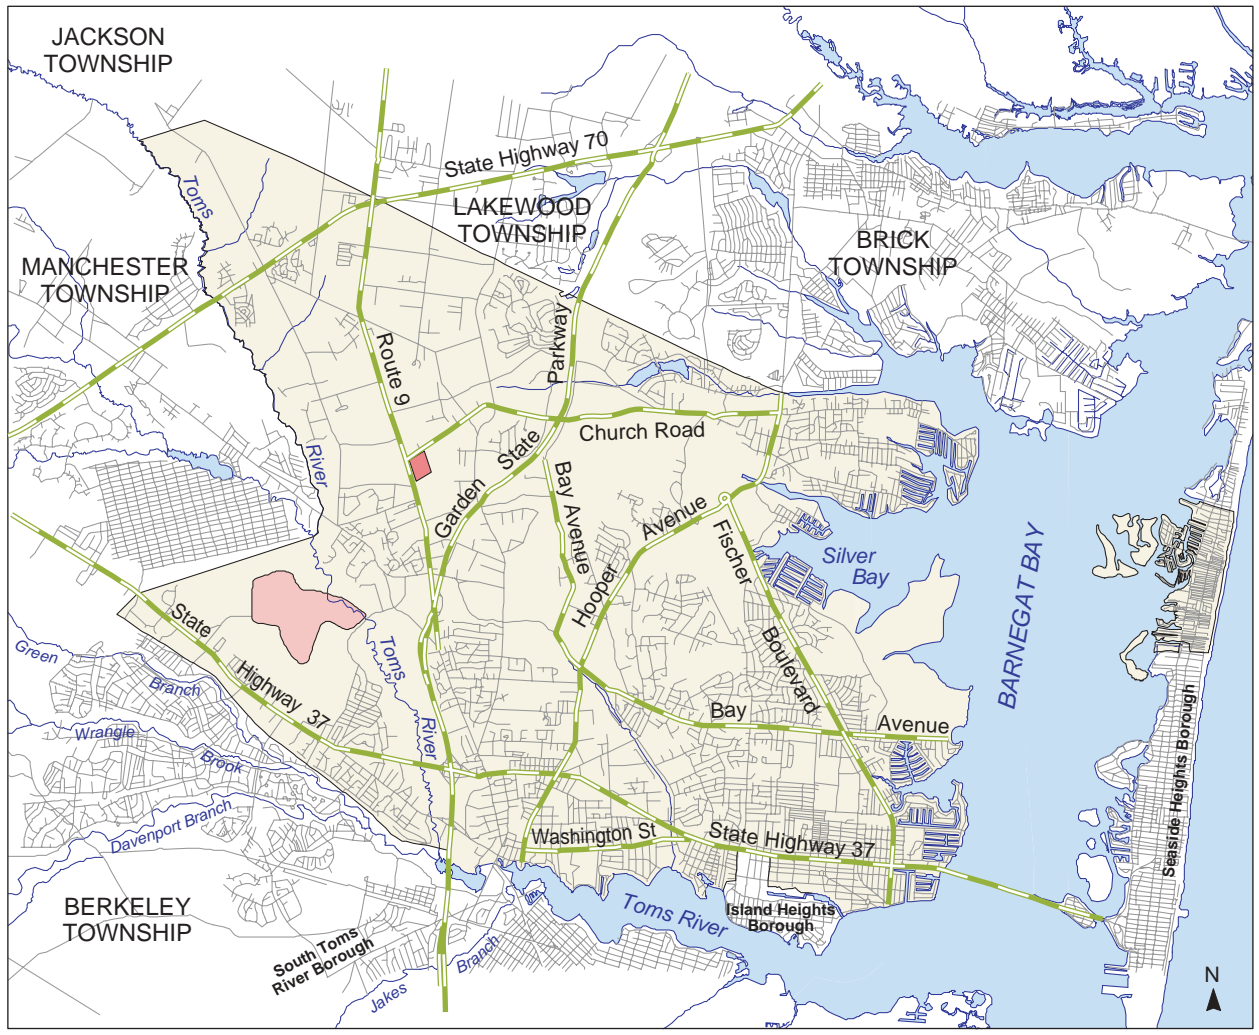 JACKSON
TOWNSHIP
State Highway 70
Toms
LAKEWOOD
TOWNSHIP
BRICK
TOWNSHIP
MANCHESTER
TOWNSHIP
Parkway
Route 9
Church Road
State
River
Garden
Bay Avenue
Avenue
Fischer
Silver
Bay
BARNEGAT BAY
Hooper
State
Toms
Boulevard
Green
Branch
Highway 37
River
Bay
Avenue
Seaside Heights Borough
Wrangle
Brook
Davenport Branch
Washington St
State Highway 37
BERKELEY
TOWNSHIP
Toms River
Island Heights
Borough
South Toms
River Borough
Branch
Jakes
N